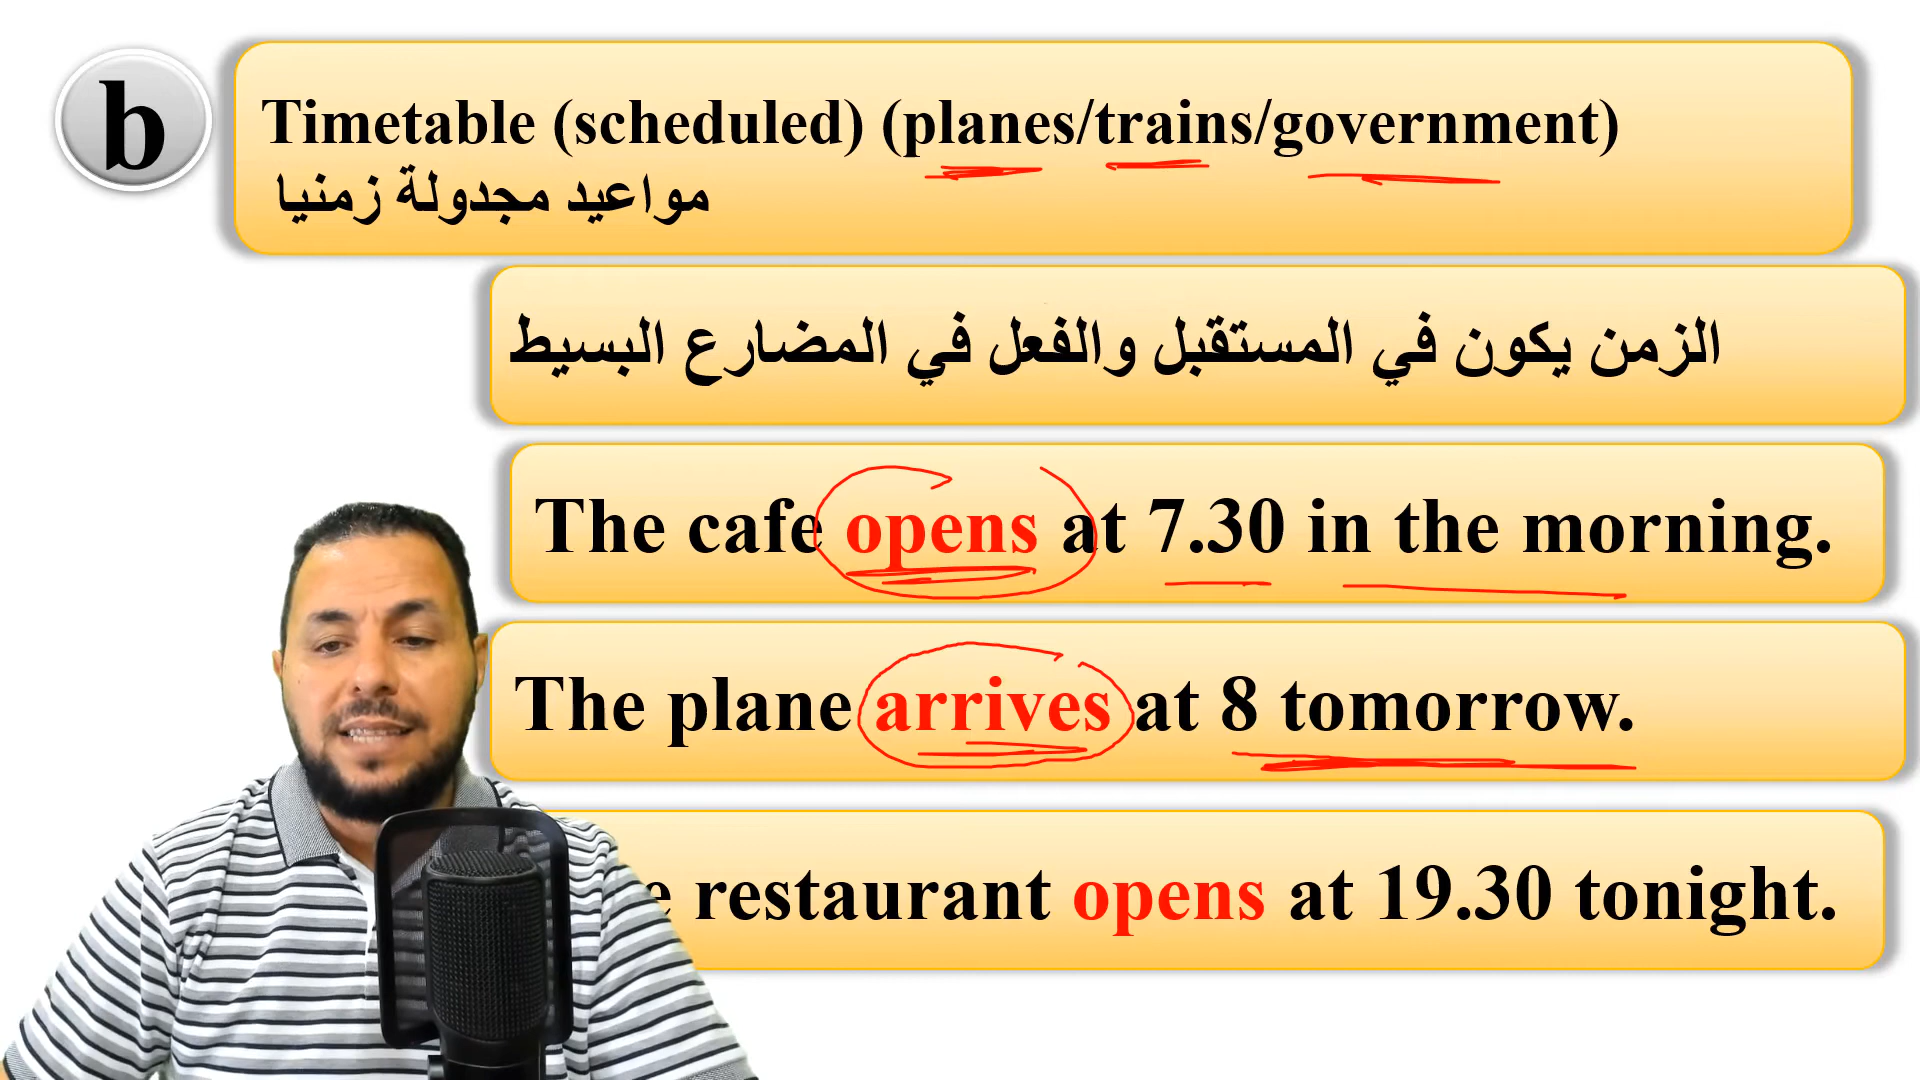 b
Timetable (scheduled) (planes/trains/government)
مواعيد مجدولة زمنيا
الزمن يكون في المستقبل والفعل في المضارع البسيط
The cafe opens at 7.30 in the morning.
The plane arrives at 8 tomorrow.
restaurant opens at 19.30 tonight.